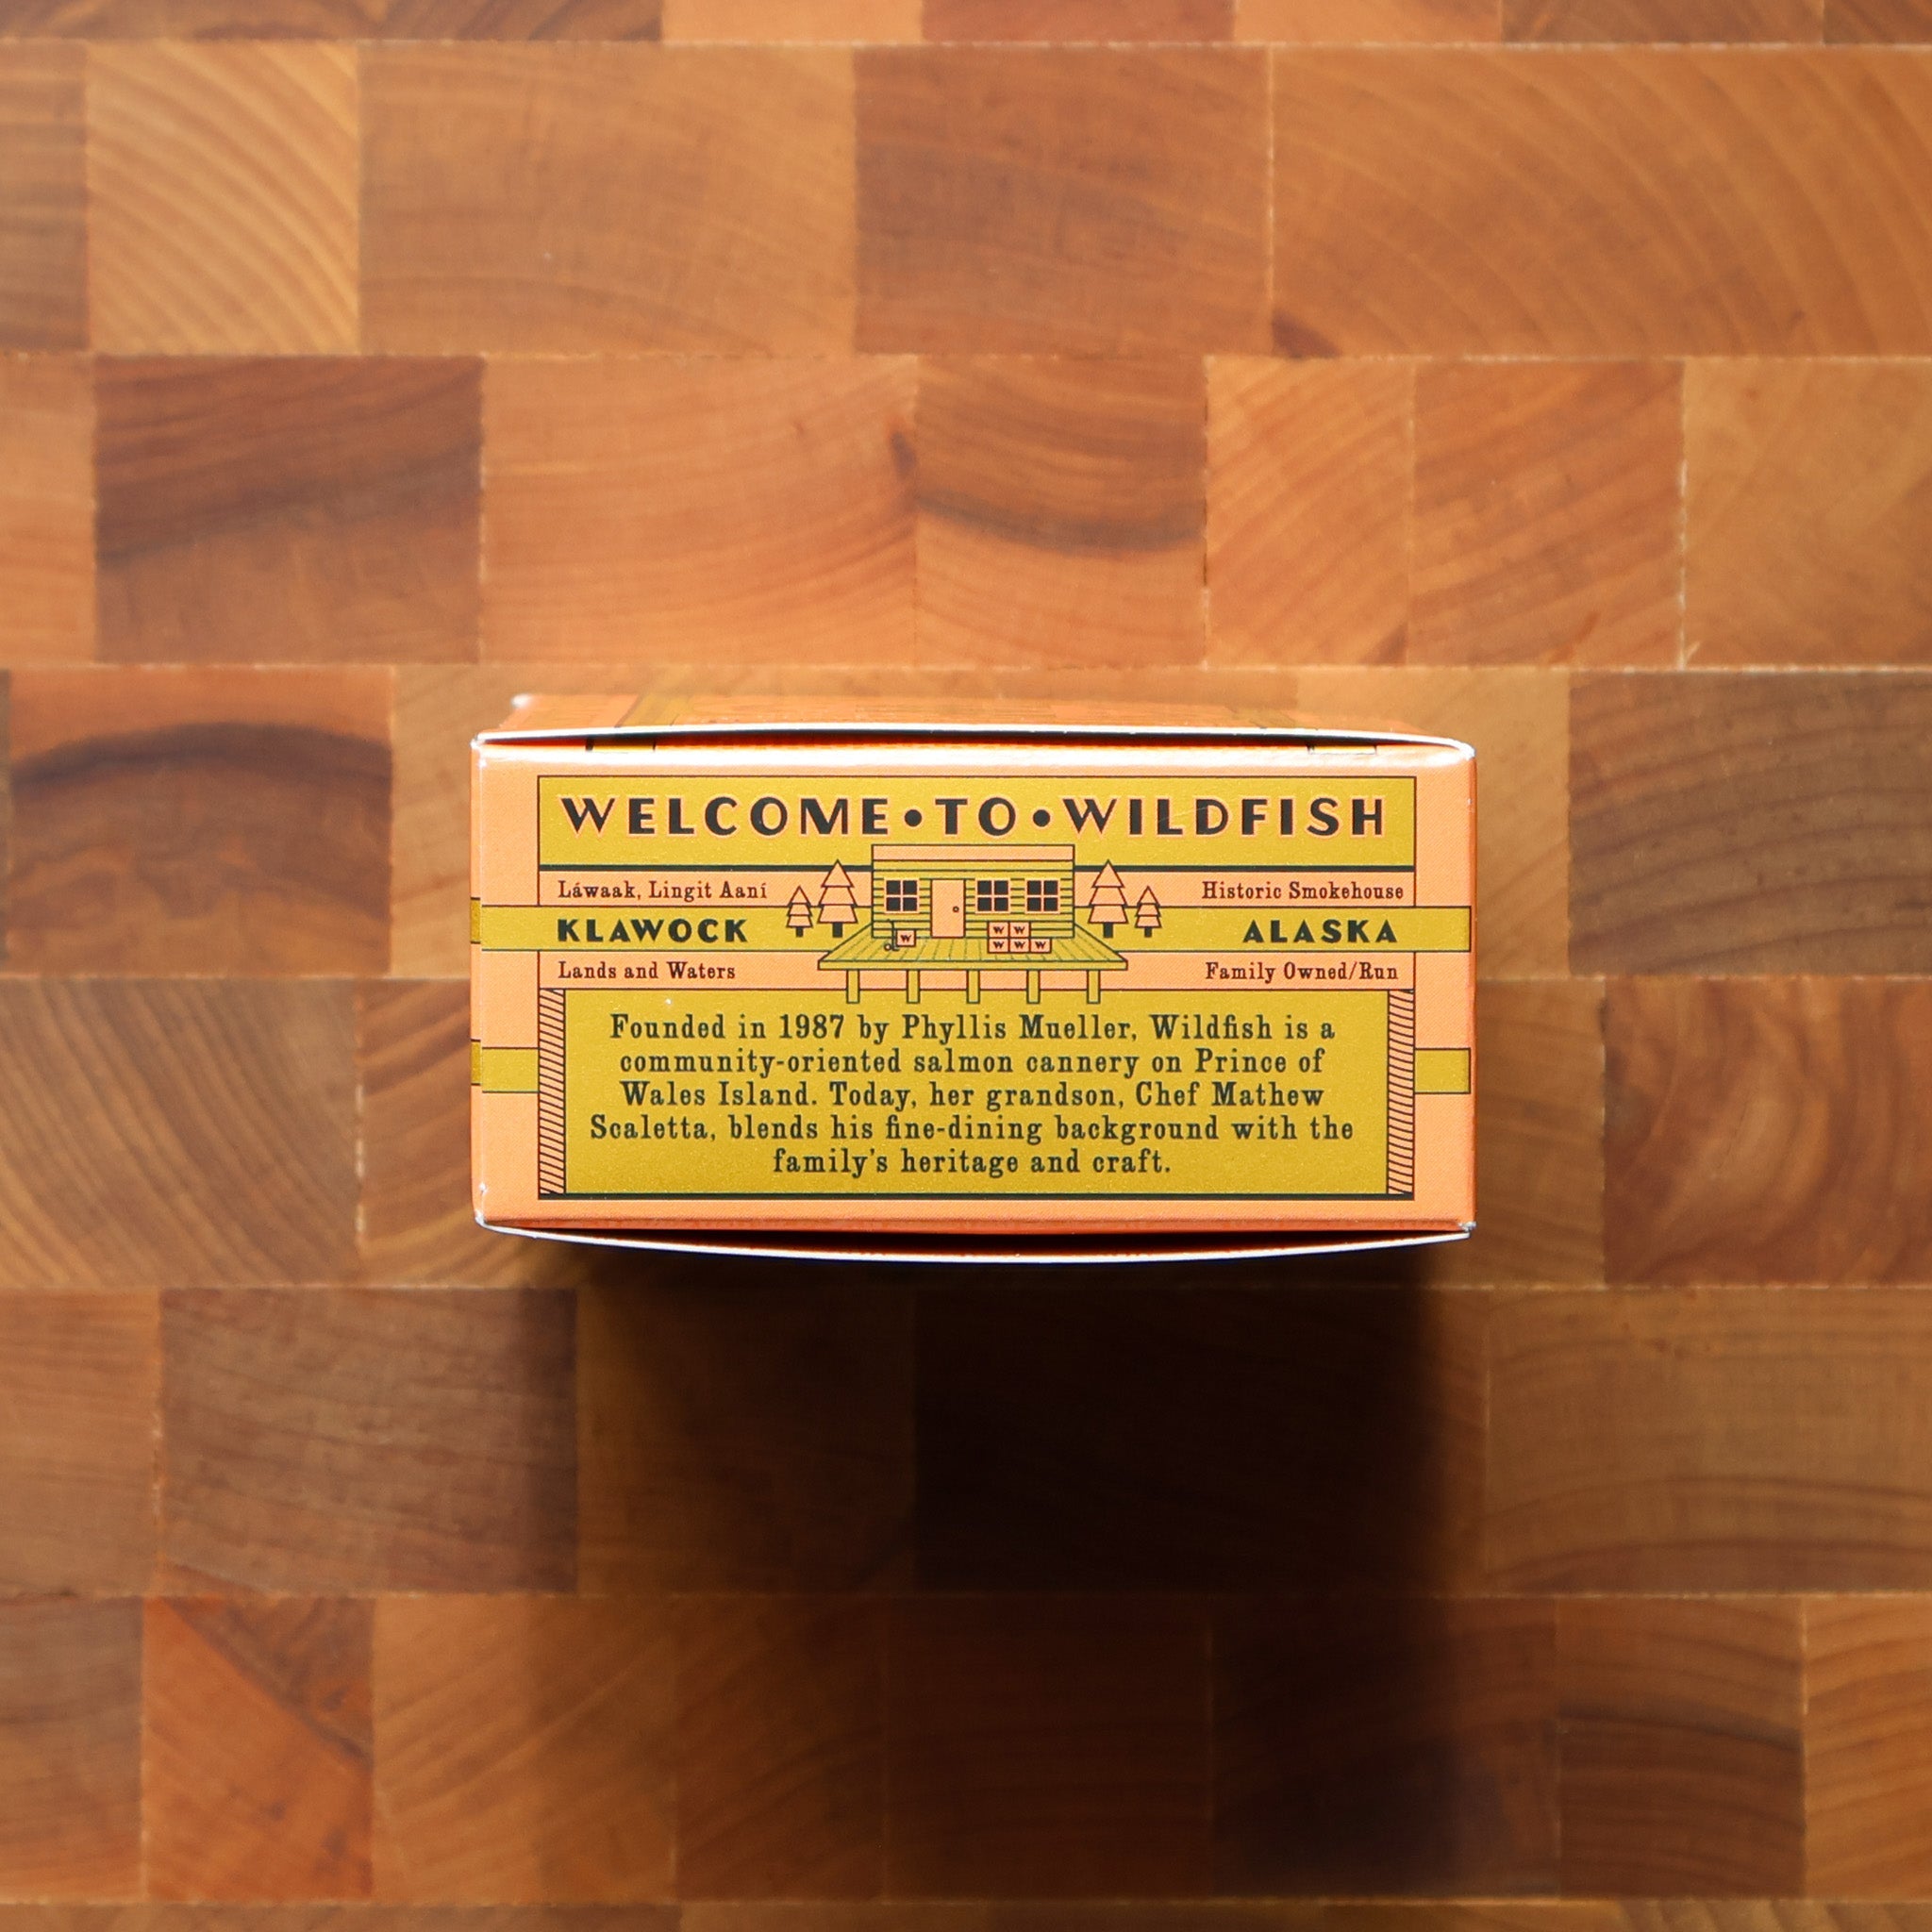 WELCOME•TO•WILDFISH
Láwaak, Lingit Aaní
Historic Smokehouse
KLAWOCK
ALASKA
W
W W
W W W
Lands and Waters
Family Owned/Run
Founded in 1987 by Phyllis Mueller, Wildfish is a
community-oriented salmon cannery on Prince of
Wales Island. Today, her grandson, Chef Mathew
Scaletta, blends his fine-dining background with the
family's heritage and craft.